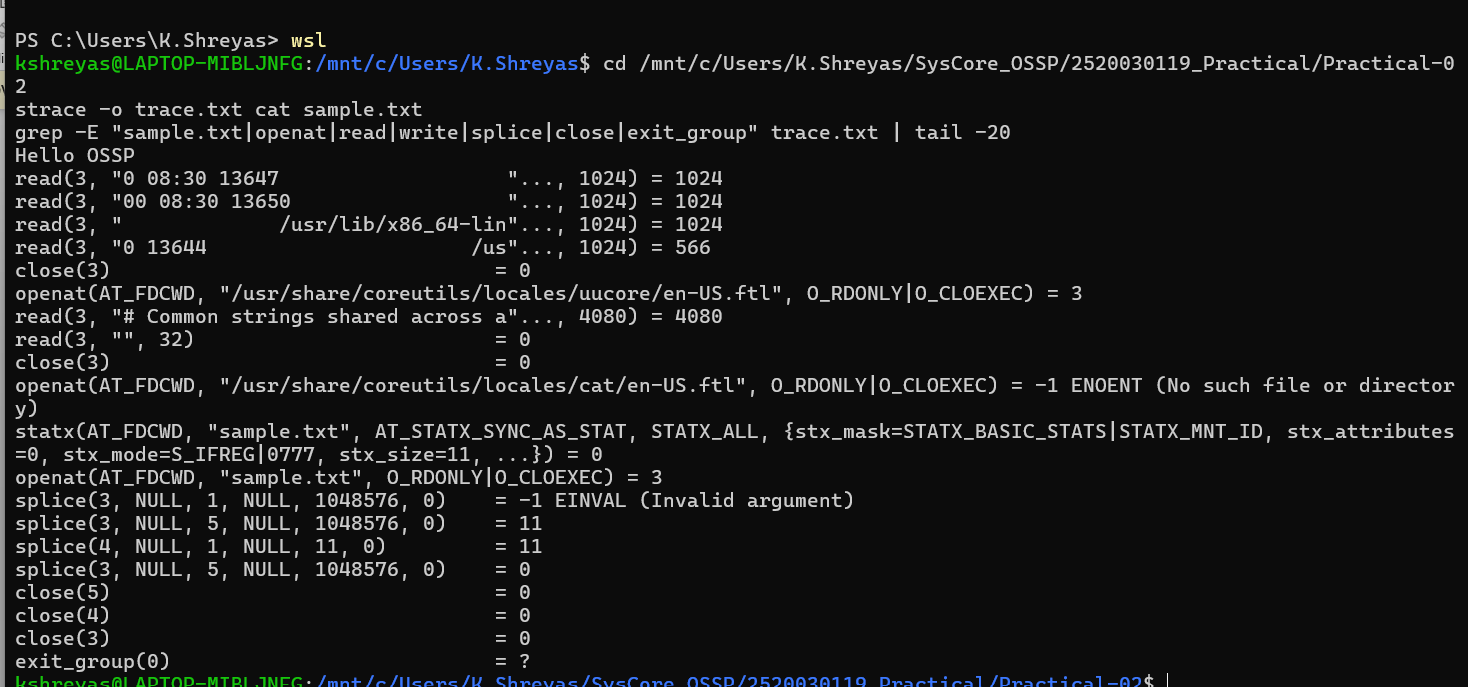 PS C:\Users\K.Shreyas> wsl
kshreyas@LAPTOP-MIBLJNFG:/mnt/c/Users/K.Shreyas$ cd /mnt/c/Users/K.Shreyas/SysCore_OSSP/2520030119_Practical/Practical-0
2
strace -o trace.txt cat sample.txt
grep -E "sample.txt|openat|read|write|splice|close|exit_group" trace.txt | tail -20
Hello OSSP
read(3, "0 08:30 13647                   "..., 1024) = 1024
read(3, "00 08:30 13650                  "..., 1024) = 1024
read(3, "             /usr/lib/x86_64-lin"..., 1024) = 1024
read(3, "0 13644                      /us"..., 1024) = 566
close(3)                                = 0
openat(AT_FDCWD, "/usr/share/coreutils/locales/uucore/en-US.ftl", O_RDONLY|O_CLOEXEC) = 3
read(3, "# Common strings shared across a"..., 4080) = 4080
read(3, "", 32)                         = 0
close(3)                                = 0
openat(AT_FDCWD, "/usr/share/coreutils/locales/cat/en-US.ftl", O_RDONLY|O_CLOEXEC) = -1 ENOENT (No such file or director
y)
statx(AT_FDCWD, "sample.txt", AT_STATX_SYNC_AS_STAT, STATX_ALL, {stx_mask=STATX_BASIC_STATS|STATX_MNT_ID, stx_attributes
=0, stx_mode=S_IFREG|0777, stx_size=11, ...}) = 0
openat(AT_FDCWD, "sample.txt", O_RDONLY|O_CLOEXEC) = 3
splice(3, NULL, 1, NULL, 1048576, 0)    = -1 EINVAL (Invalid argument)
splice(3, NULL, 5, NULL, 1048576, 0)    = 11
splice(4, NULL, 1, NULL, 11, 0)         = 11
splice(3, NULL, 5, NULL, 1048576, 0)    = 0
close(5)                                = 0
close(4)                                = 0
close(3)                                = 0
exit_group(0)                           = ?
kshreyas@LAPTOP-MIBLJNFG:/mnt/c/Users/K.Shreyas/SysCore_OSSP/2520030119_Practical/Practical-02$